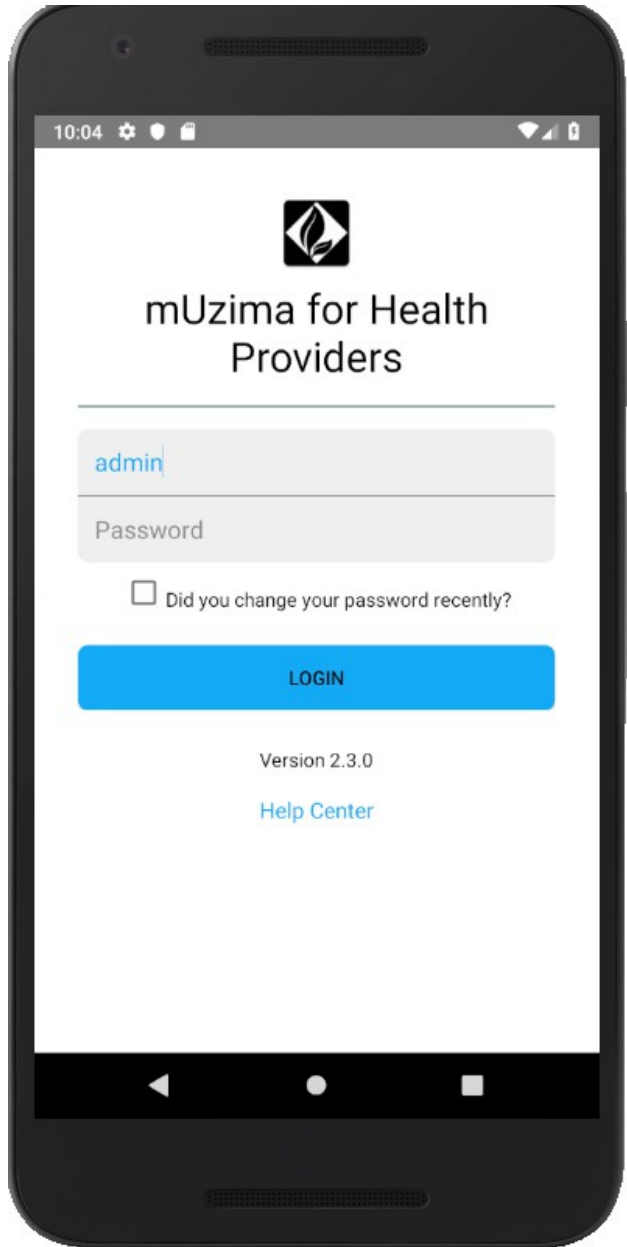 10:04
mUzima for Health
Providers
admin
Password
Did you change your password recently?
LOGIN
Version 2.3.0
Help Center